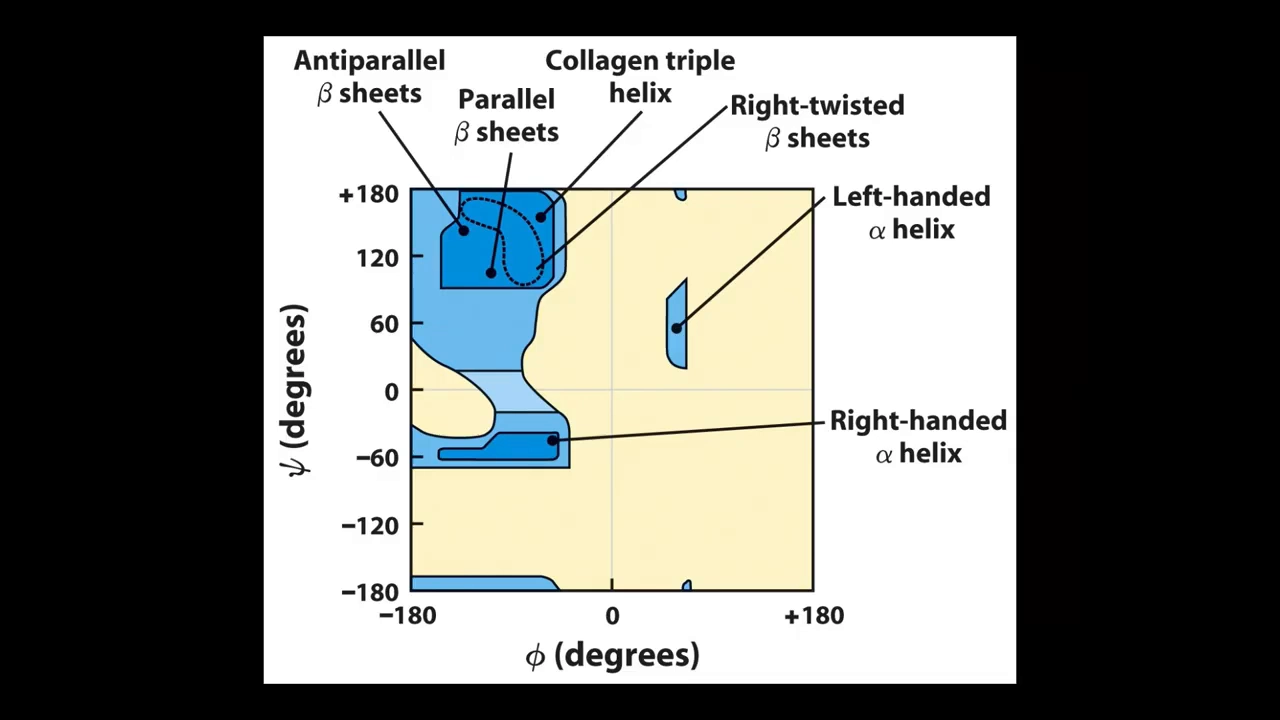 Antiparallel
β sheets
Parallel
β sheets
Collagen triple
helix
Right-twisted
β sheets
Left-handed
α helix
Right-handed
α helix
+180
120
60
0
−60
−120
−180
ψ (degrees)
−180
0
+180
ϕ (degrees)